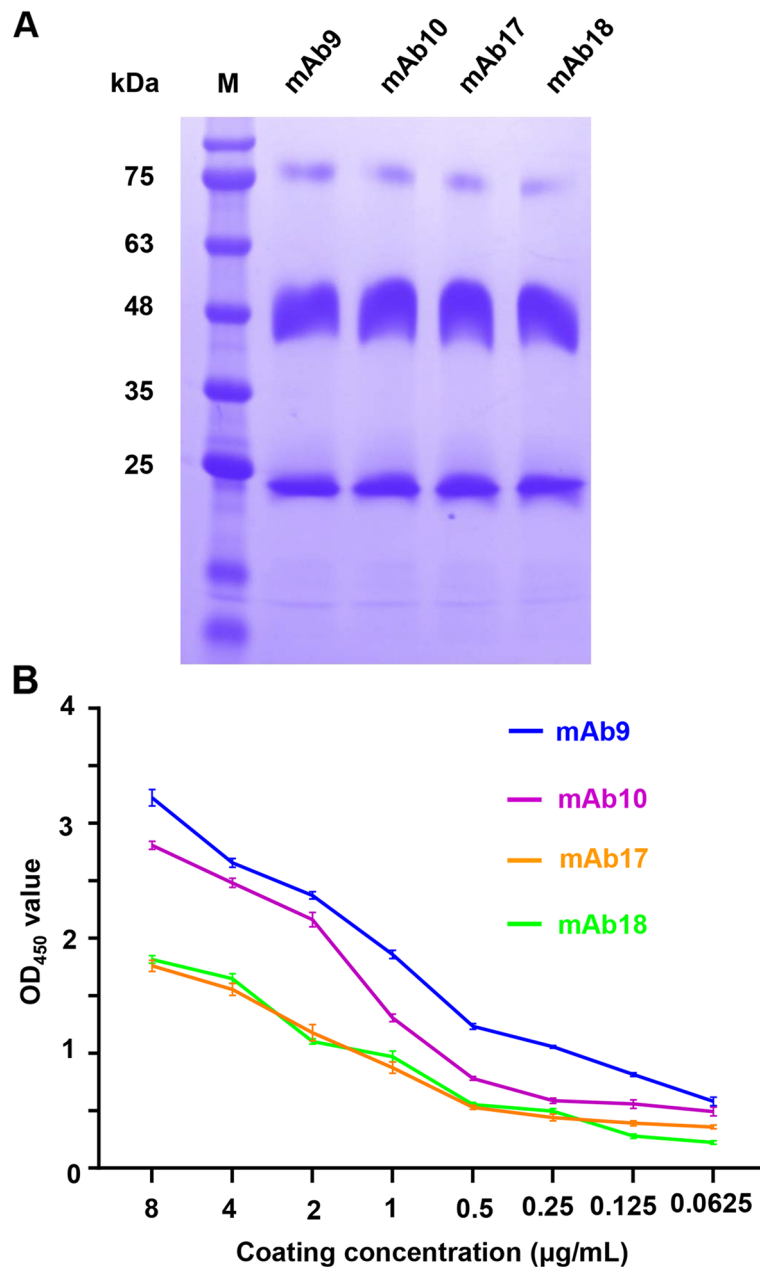 A
kDa M mAb9 mAb10 mAb17 mAb18
75
63
48
35
25
B
4
3
2
1
0
OD450 value
mAb9
mAb10
mAb17
mAb18
8 4 2 1 0.5 0.25 0.125 0.0625
Coating concentration (μg/mL)